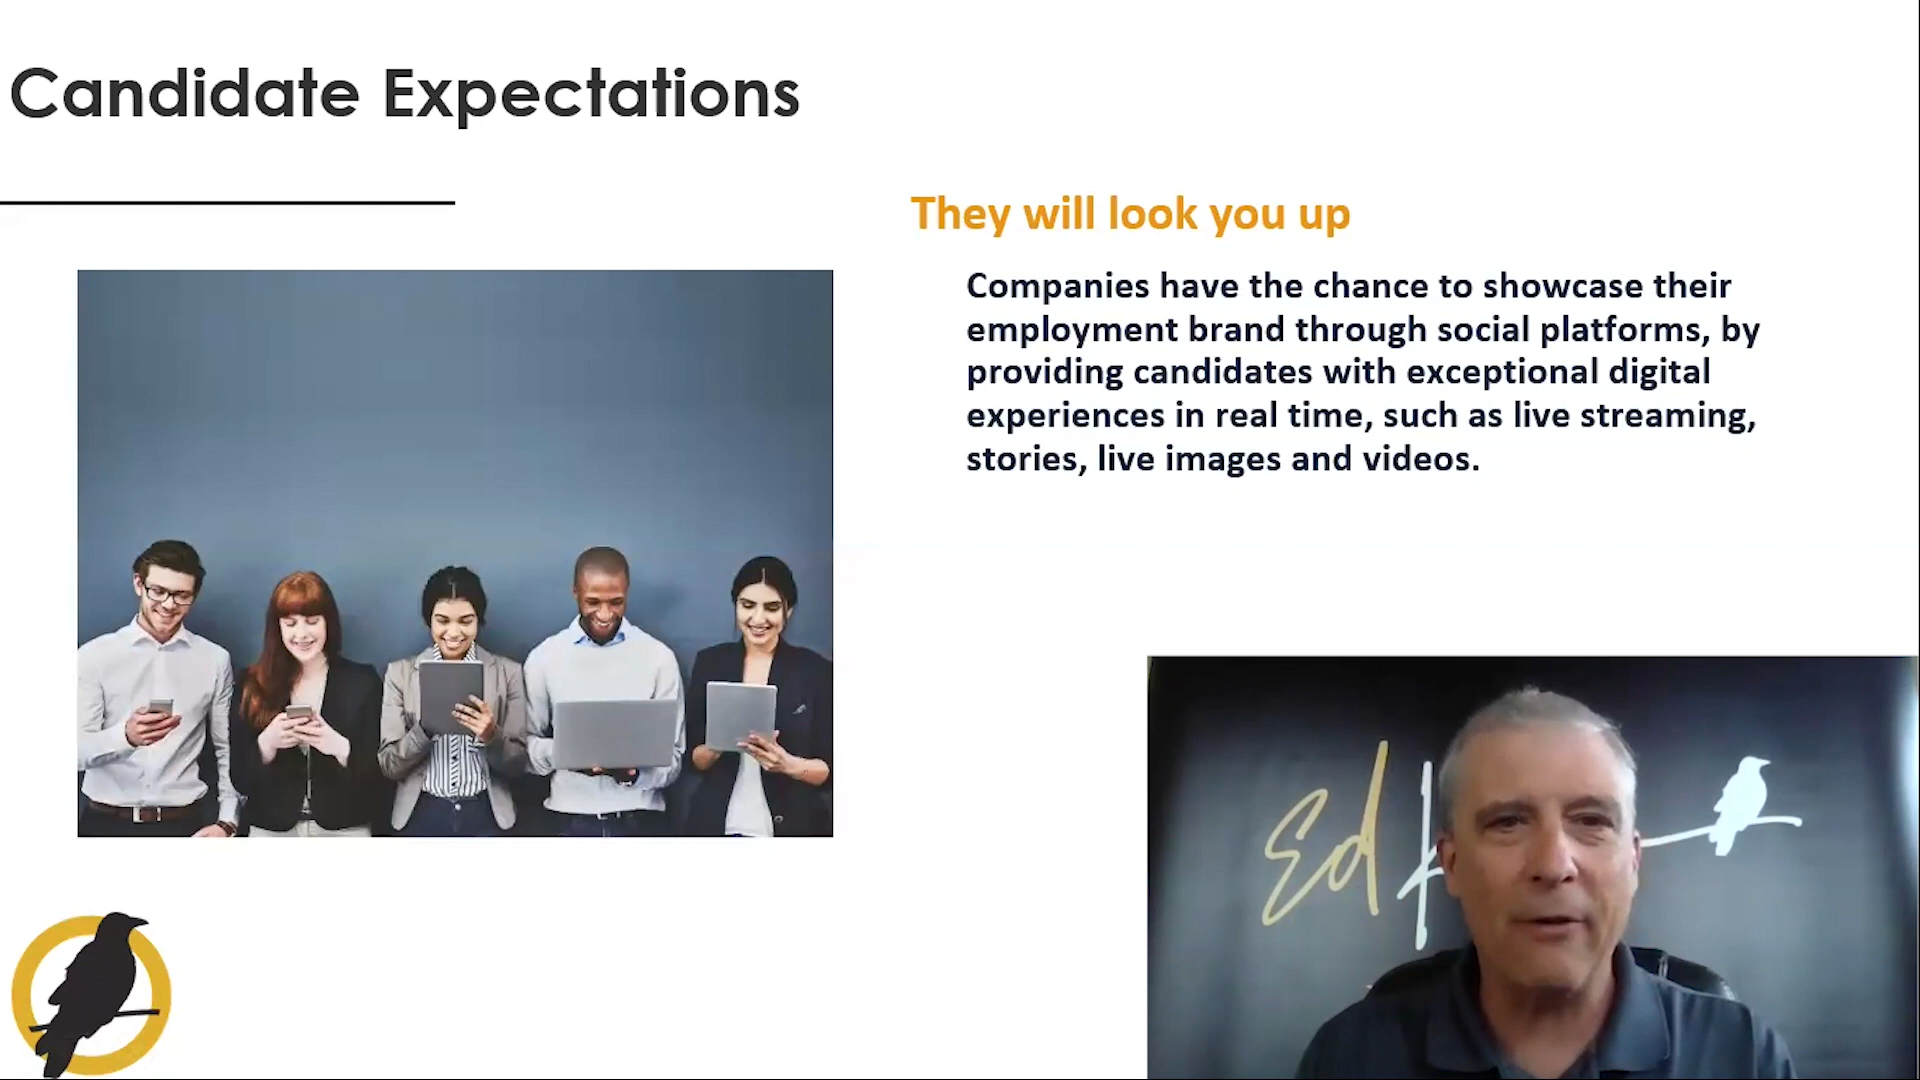 Candidate Expectations
They will look you up
Companies have the chance to showcase their
employment brand through social platforms, by
providing candidates with exceptional digital
experiences in real time, such as live streaming,
stories, live images and videos.
Ed